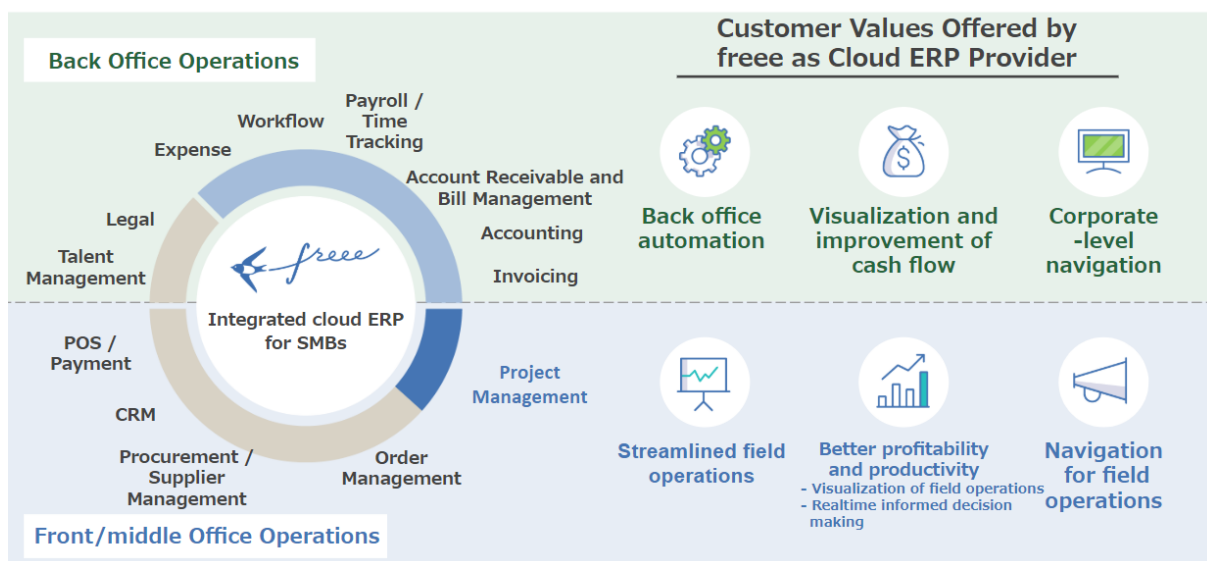 Back Office Operations
Customer Values Offered by
freee as Cloud ERP Provider
Payroll /
Time
Tracking
Workflow
Expense
Account Receivable and
Bill Management
Legal
Accounting
Talent
Management
Invoicing
freee
Integrated cloud ERP
for SMBs
$
Back office
automation
Visualization and
improvement of
cash flow
Corporate
-level
navigation
POS /
Payment
Project
Management
CRM
Procurement /
Supplier
Management
Order
Management
Streamlined field
operations
Better profitability
and productivity
- Visualization of field operations
- Realtime informed decision
making
Navigation
for field
operations
Front/middle Office Operations